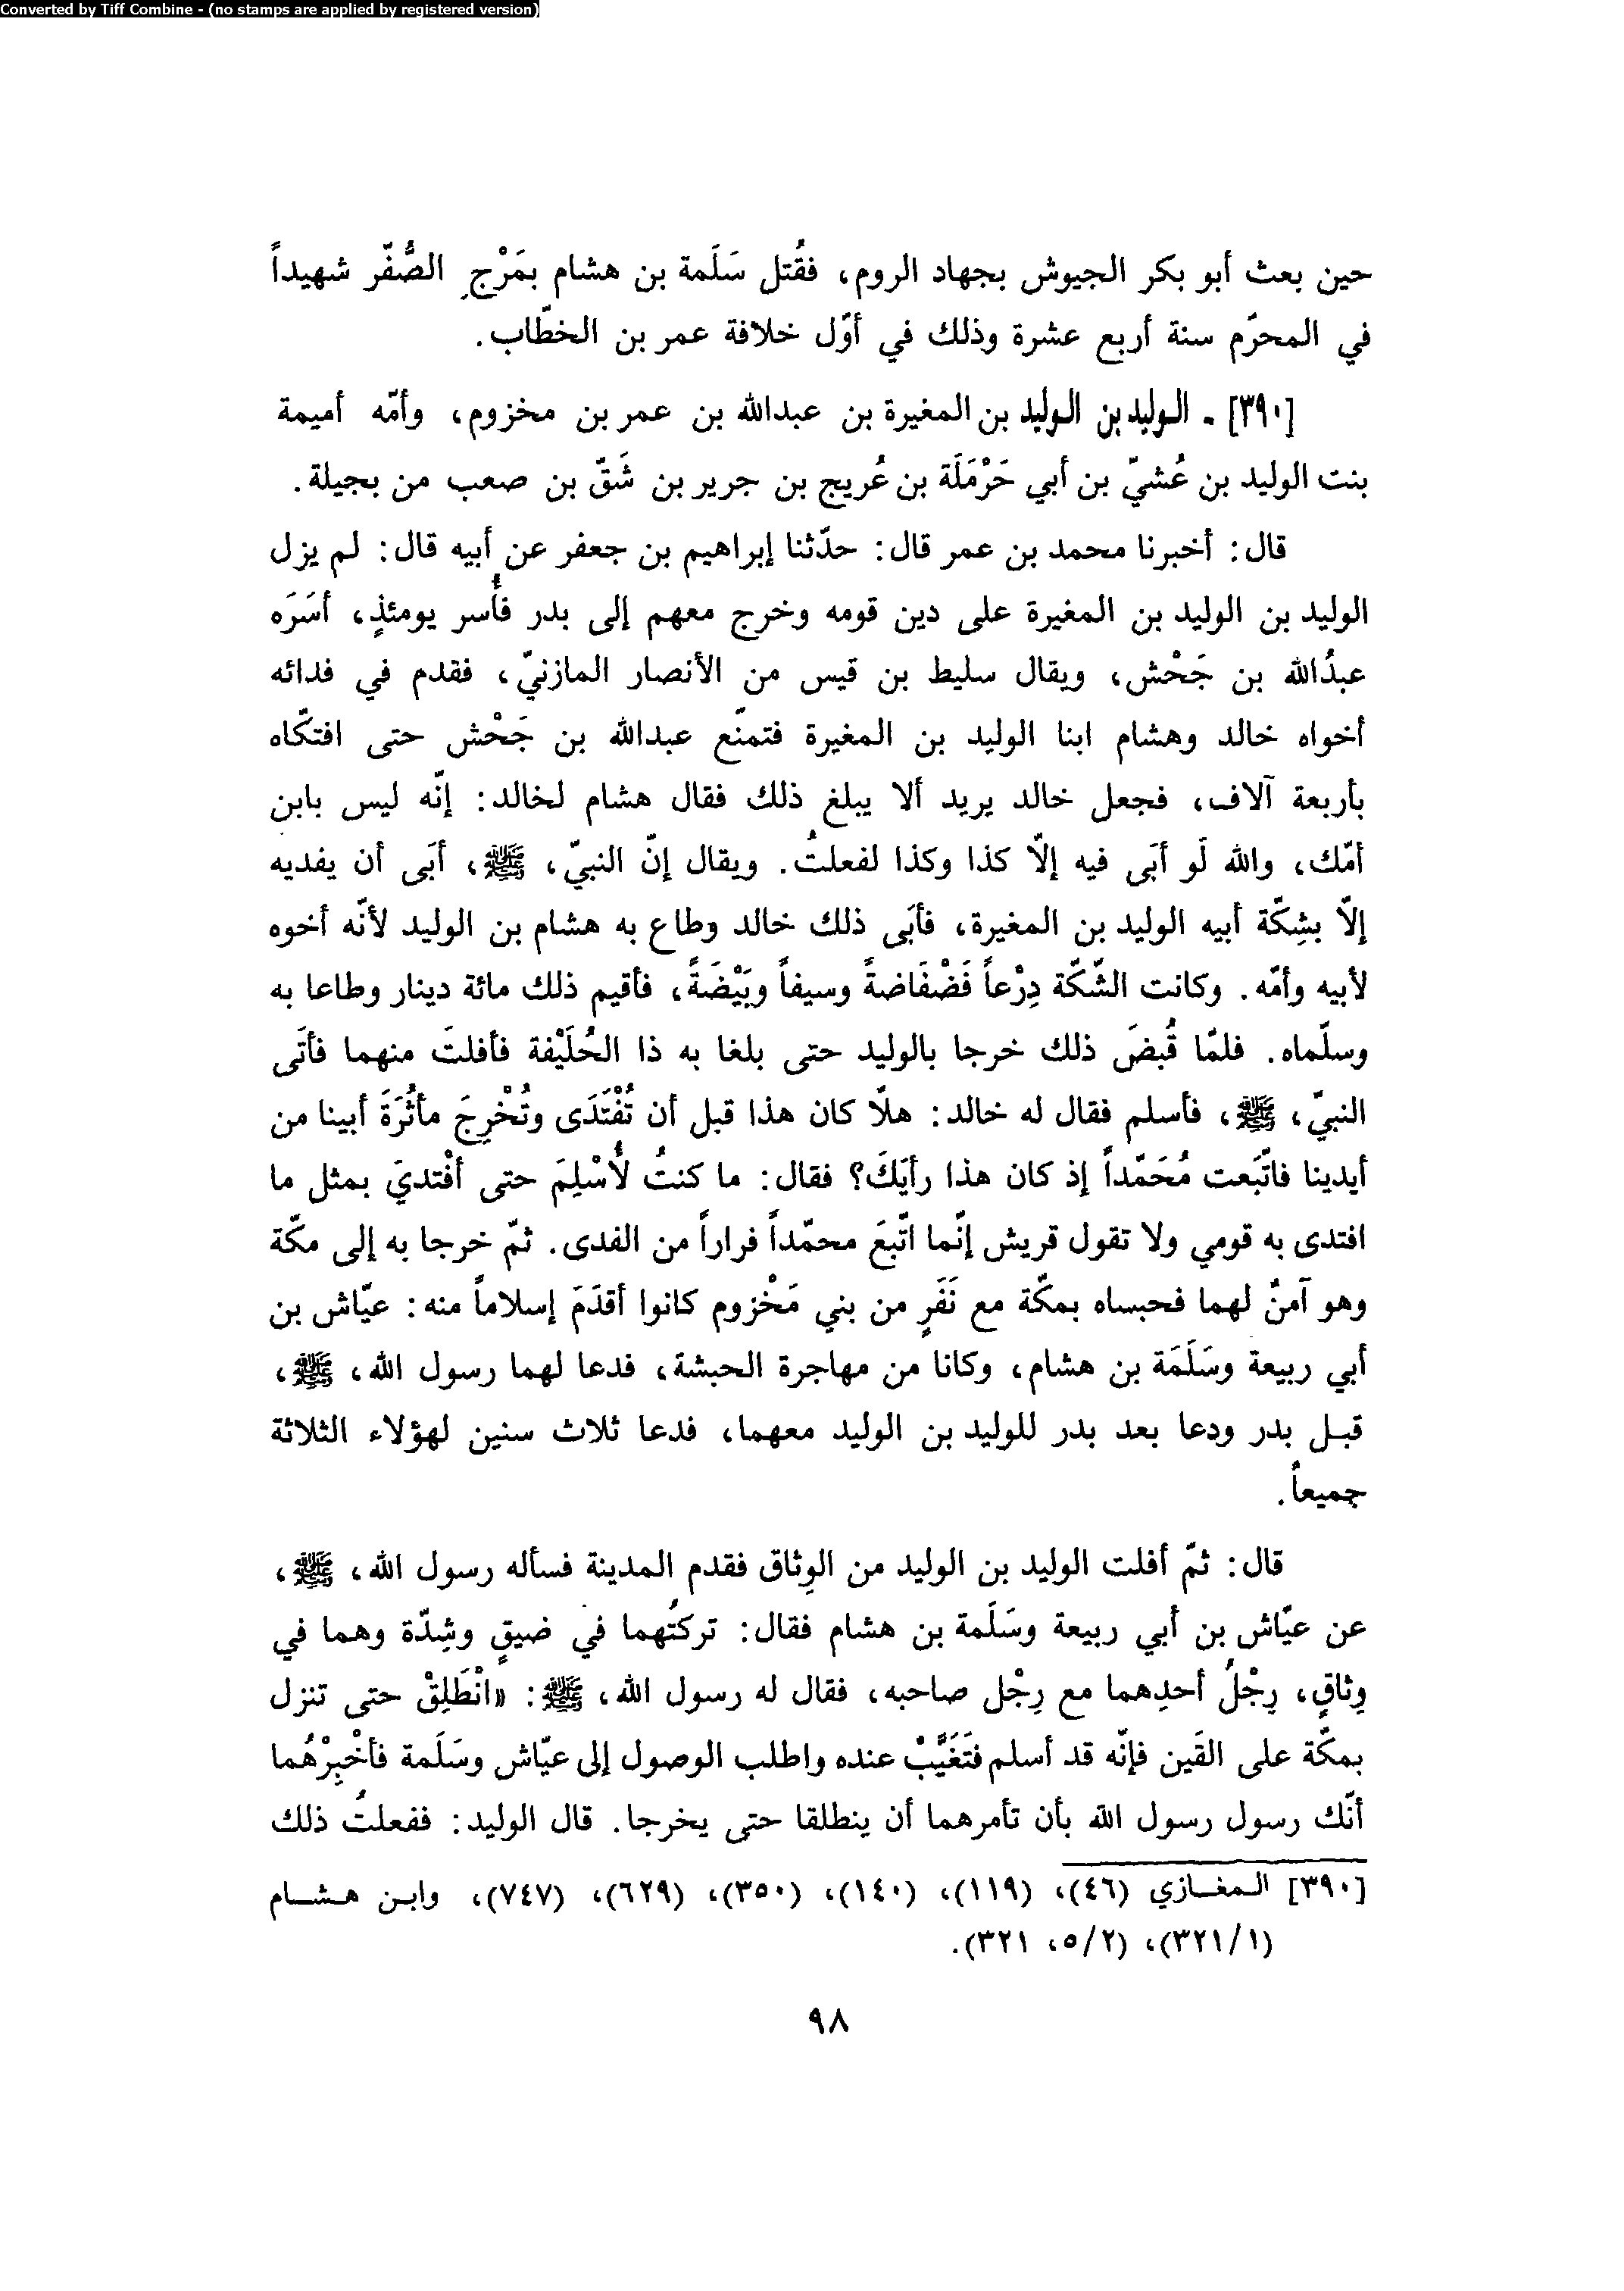 Converted by Tiff Combine - (no stamps are applied by registered version)
حين بعث أبو بكر الجيوش بجهاد الروم، فقُتل سَلَمة بن هشام بمَرْجِ الصُّفّر شهيداً
في المحرّم سنة أربع عشرة وذلك في أوّل خلافة عمر بن الخطّاب.
[٣٩٠] - الوليد بن الوليد بن المغيرة بن عبدالله بن عمر بن مخزوم، وأمّه أميمة
بنت الوليد بن عُشيّ بن أبي حَرْمَلَة بن عُريج بن جرير بن شَقّ بن صعب من بجيلة.
قال: أخبرنا محمد بن عمر قال: حدّثنا إبراهيم بن جعفر عن أبيه قال: لم يزل
الوليد بن الوليد بن المغيرة على دين قومه وخرج معهم إلى بدر فأُسر يومئذٍ، أسَرَه
عبدُالله بن جَحْش، ويقال سليط بن قيس من الأنصار المازنيّ، فقدم في فدائه
أخواه خالد وهشام ابنا الوليد بن المغيرة فتمنّع عبدالله بن جَحْش حتى افتكّاه
بأربعة آلاف، فجعل خالد يريد ألا يبلغ ذلك فقال هشام لخالد: إنّه ليس بابن
أمّك، والله لَو أبَى فيه إلاّ كذا وكذا لفعلتُ. ويقال إنّ النبيّ، ﷺ، أبَى أن يفديه
إلاّ بشِكّة أبيه الوليد بن المغيرة، فأبَى ذلك خالد وطاع به هشام بن الوليد لأنّه أخوه
لأبيه وأمّه. وكانت الشّكّة دِرْعاً فَضْفَاضةً وسيفاً وبَيْضَةً، فأقيم ذلك مائة دينار وطاعا به
وسلّماه. فلمّا قُبضَ ذلك خرجا بالوليد حتى بلغا به ذا الحُلَيْفة فأفلتَ منهما فأتَى
النبيّ، ﷺ، فأسلم فقال له خالد: هلاّ كان هذا قبل أن تُفْتَدَى وتُخْرِجَ مأثُرَةَ أبينا من
أيدينا فاتّبَعت مُحَمّداً إذ كان هذا رأيَكَ؟ فقال: ما كنتُ لأُسْلِمَ حتى أفْتديَ بمثل ما
افتدى به قومي ولا تقول قريش إنّما اتّبَعَ محمّداً فراراً من الفدى. ثمّ خرجا به إلى مكّة
وهو آمنٌ لهما فحبساه بمكّة مع نَفَرٍ من بني مَخْزوم كانوا أقدَمَ إسلاماً منه: عيّاش بن
أبي ربيعة وسَلَمَة بن هشام، وكانا من مهاجرة الحبشة، فدعا لهما رسول الله، ﷺ،
قبل بدر ودعا بعد بدر للوليد بن الوليد معهما، فدعا ثلاث سنين لهؤلاء الثلاثة
جميعاً.
قال: ثمّ أفلت الوليد بن الوليد من الوِثاق فقدم المدينة فسأله رسول الله، ﷺ،
عن عيّاش بن أبي ربيعة وسَلَمة بن هشام فقال: تركتُهما في ضيقٍ وشِدّة وهما في
وِثاقٍ، رِجْلُ أحدِهما مع رِجْل صاحبه، فقال له رسول الله، ﷺ: «انْطَلِقْ حتى تنزل
بمكّة على القَين فإنّه قد أسلم فتَغَيَّبْ عنده واطلب الوصول إلى عيّاش وسَلَمة فأخْبِرْهُما
أنّك رسول رسول الله بأن تأمرهما أن ينطلقا حتى يخرجا. قال الوليد: ففعلتُ ذلك
[٣٩٠] المغازي (٤٦)، (١١٩)، (١٤٠)، (٣٥٠)، (٦٢٩)، (٧٤٧)، وابن هشام
(٣٢١/١)، (٥/٢، ٣٢١).
٩٨